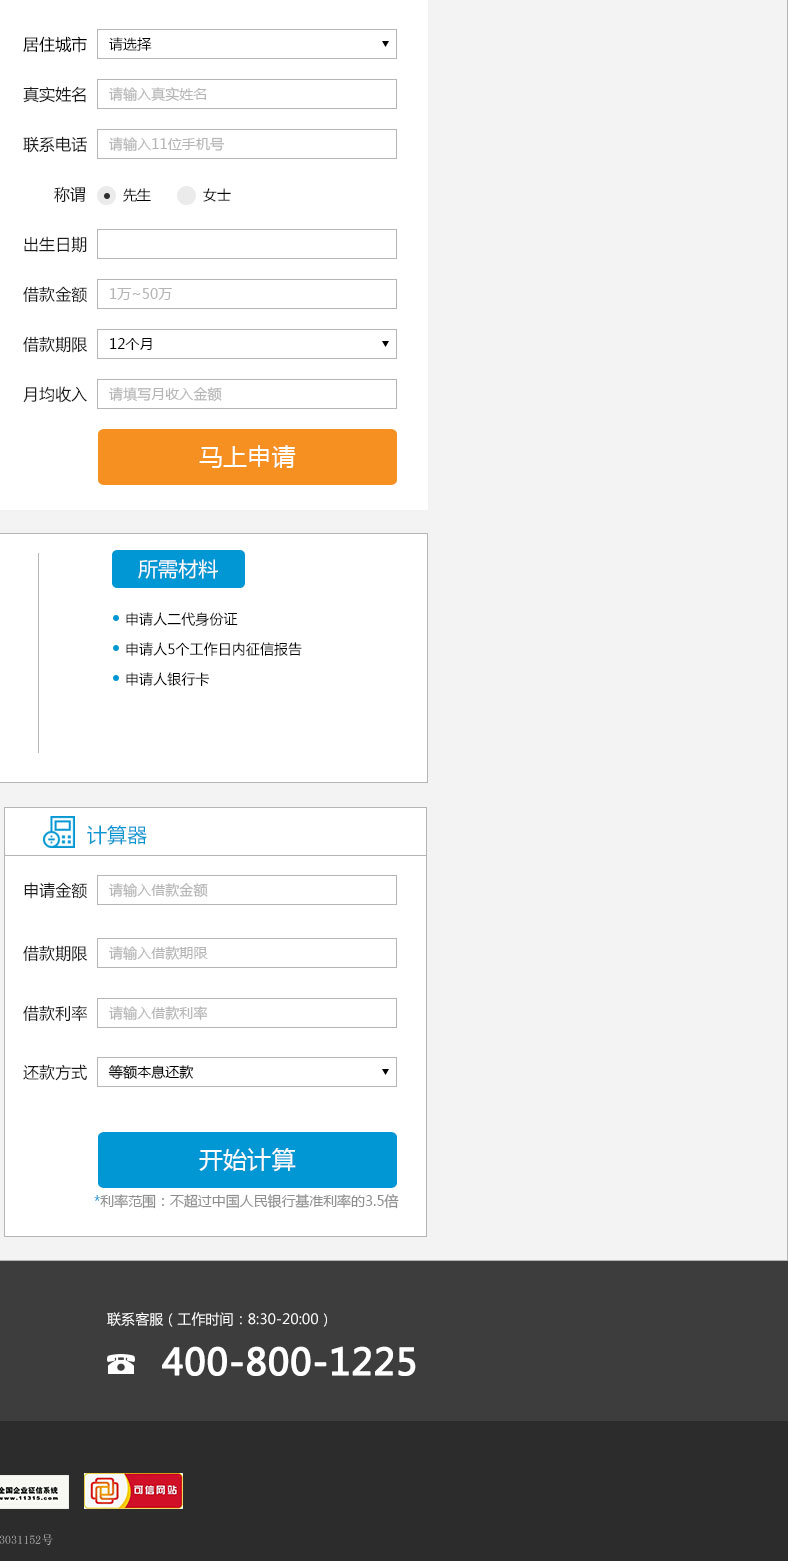 居住城市 请选择
真实姓名 请输入真实姓名
联系电话 请输入11位手机号
称谓 先生 女士
出生日期
借款金额 1万~50万
借款期限 12个月
月均收入 请填写月收入金额
马上申请
所需材料
申请人二代身份证
申请人5个工作日内征信报告
申请人银行卡
计算器
申请金额 请输入借款金额
借款期限 请输入借款期限
借款利率 请输入借款利率
还款方式 等额本息还款
开始计算
*利率范围：不超过中国人民银行基准利率的3.5倍
联系客服（工作时间：8:30-20:00）
400-800-1225
全国企业征信系统
www.11315.com
可信网站
3031152号